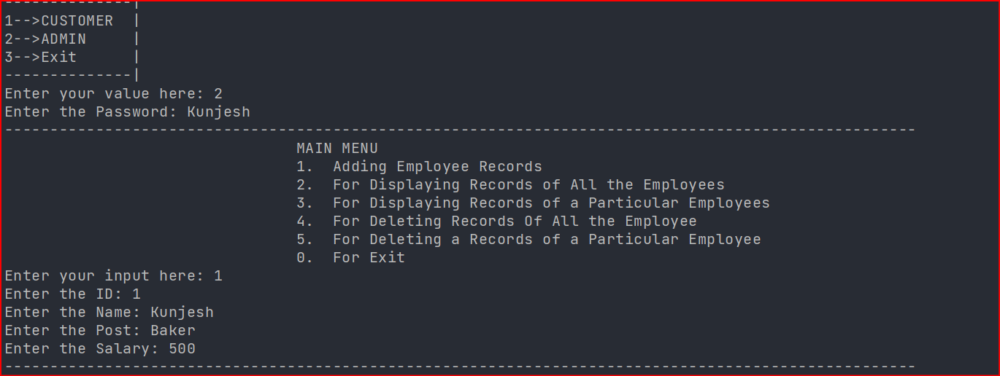 --------------|
1-->CUSTOMER  |
2-->ADMIN     |
3-->Exit      |
--------------|
Enter your value here: 2
Enter the Password: Kunjesh
----------------------------------------------------------------------------------------------------
MAIN MENU
1.  Adding Employee Records
2.  For Displaying Records of All the Employees
3.  For Displaying Records of a Particular Employees
4.  For Deleting Records Of All the Employee
5.  For Deleting a Records of a Particular Employee
0.  For Exit
Enter your input here: 1
Enter the ID: 1
Enter the Name: Kunjesh
Enter the Post: Baker
Enter the Salary: 500
----------------------------------------------------------------------------------------------------